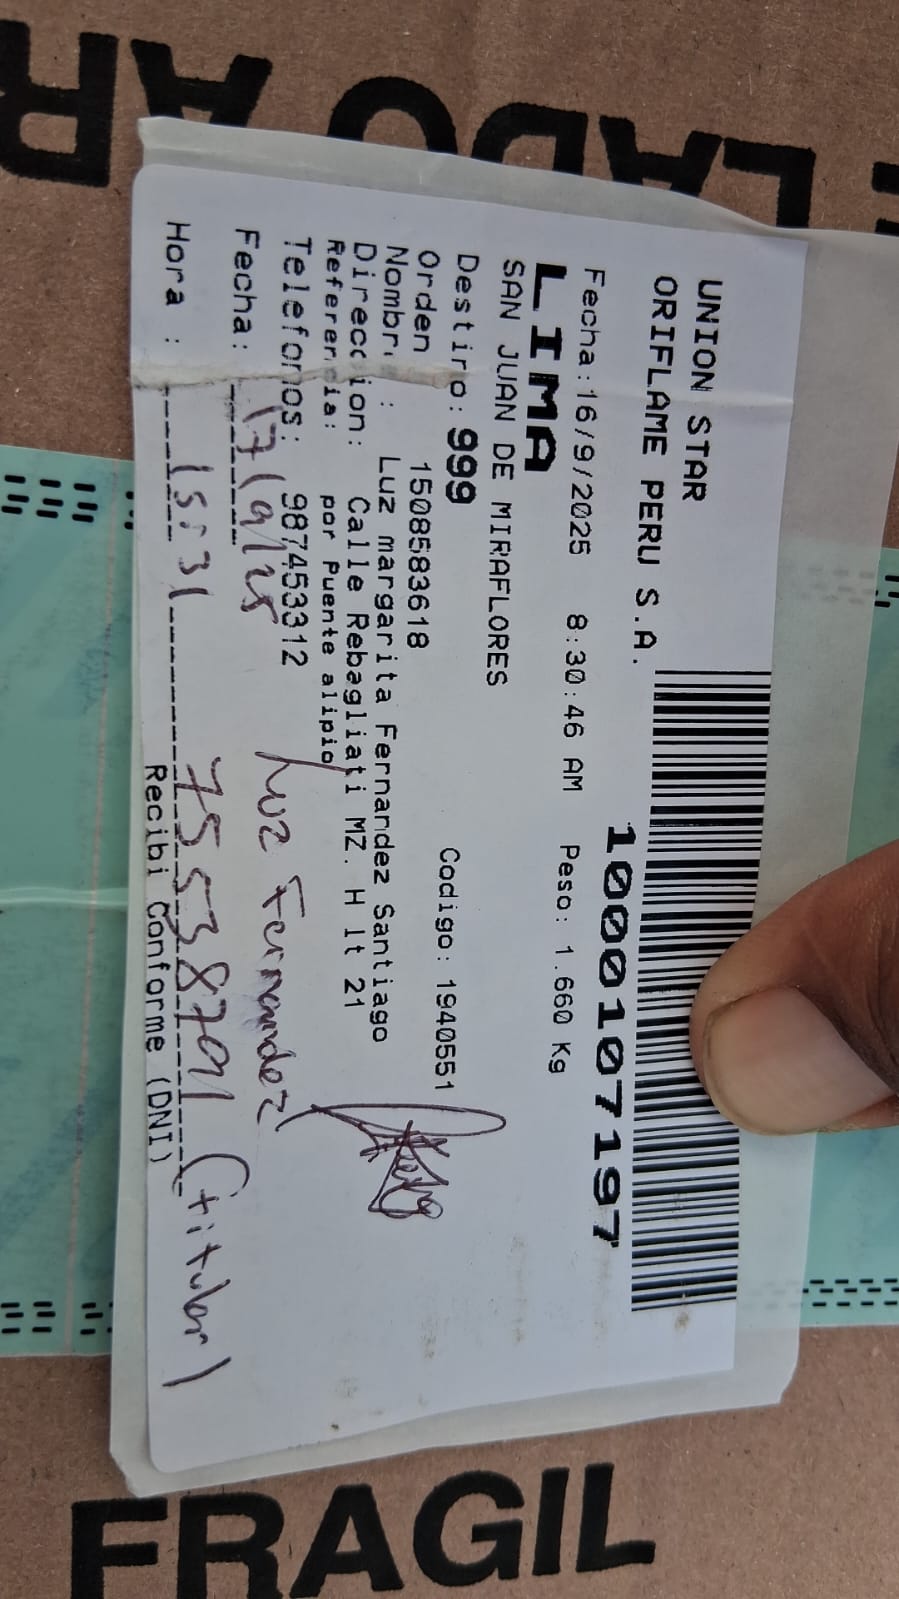 LADO AR
UNION STAR
ORIFLAME PERU S.A.
1000107197
Fecha:16/9/2025 8:30:46 AM Peso: 1.660 Kg
LIMA
SAN JUAN DE MIRAFLORES
Destino: 999
Orden 1508583618 Codigo: 1940551
Nombr : Luz margarita Fernandez Santiago
Direccion: Calle Rebagliati MZ. H lt 21
Referencia: por Puente alipio
Telefonos: 987453312
Fecha: 17/9/25 Luz Fernandez
Hora : 15:31 75538791 (titular)
Recibi Conforme (DNI)
FRAGIL